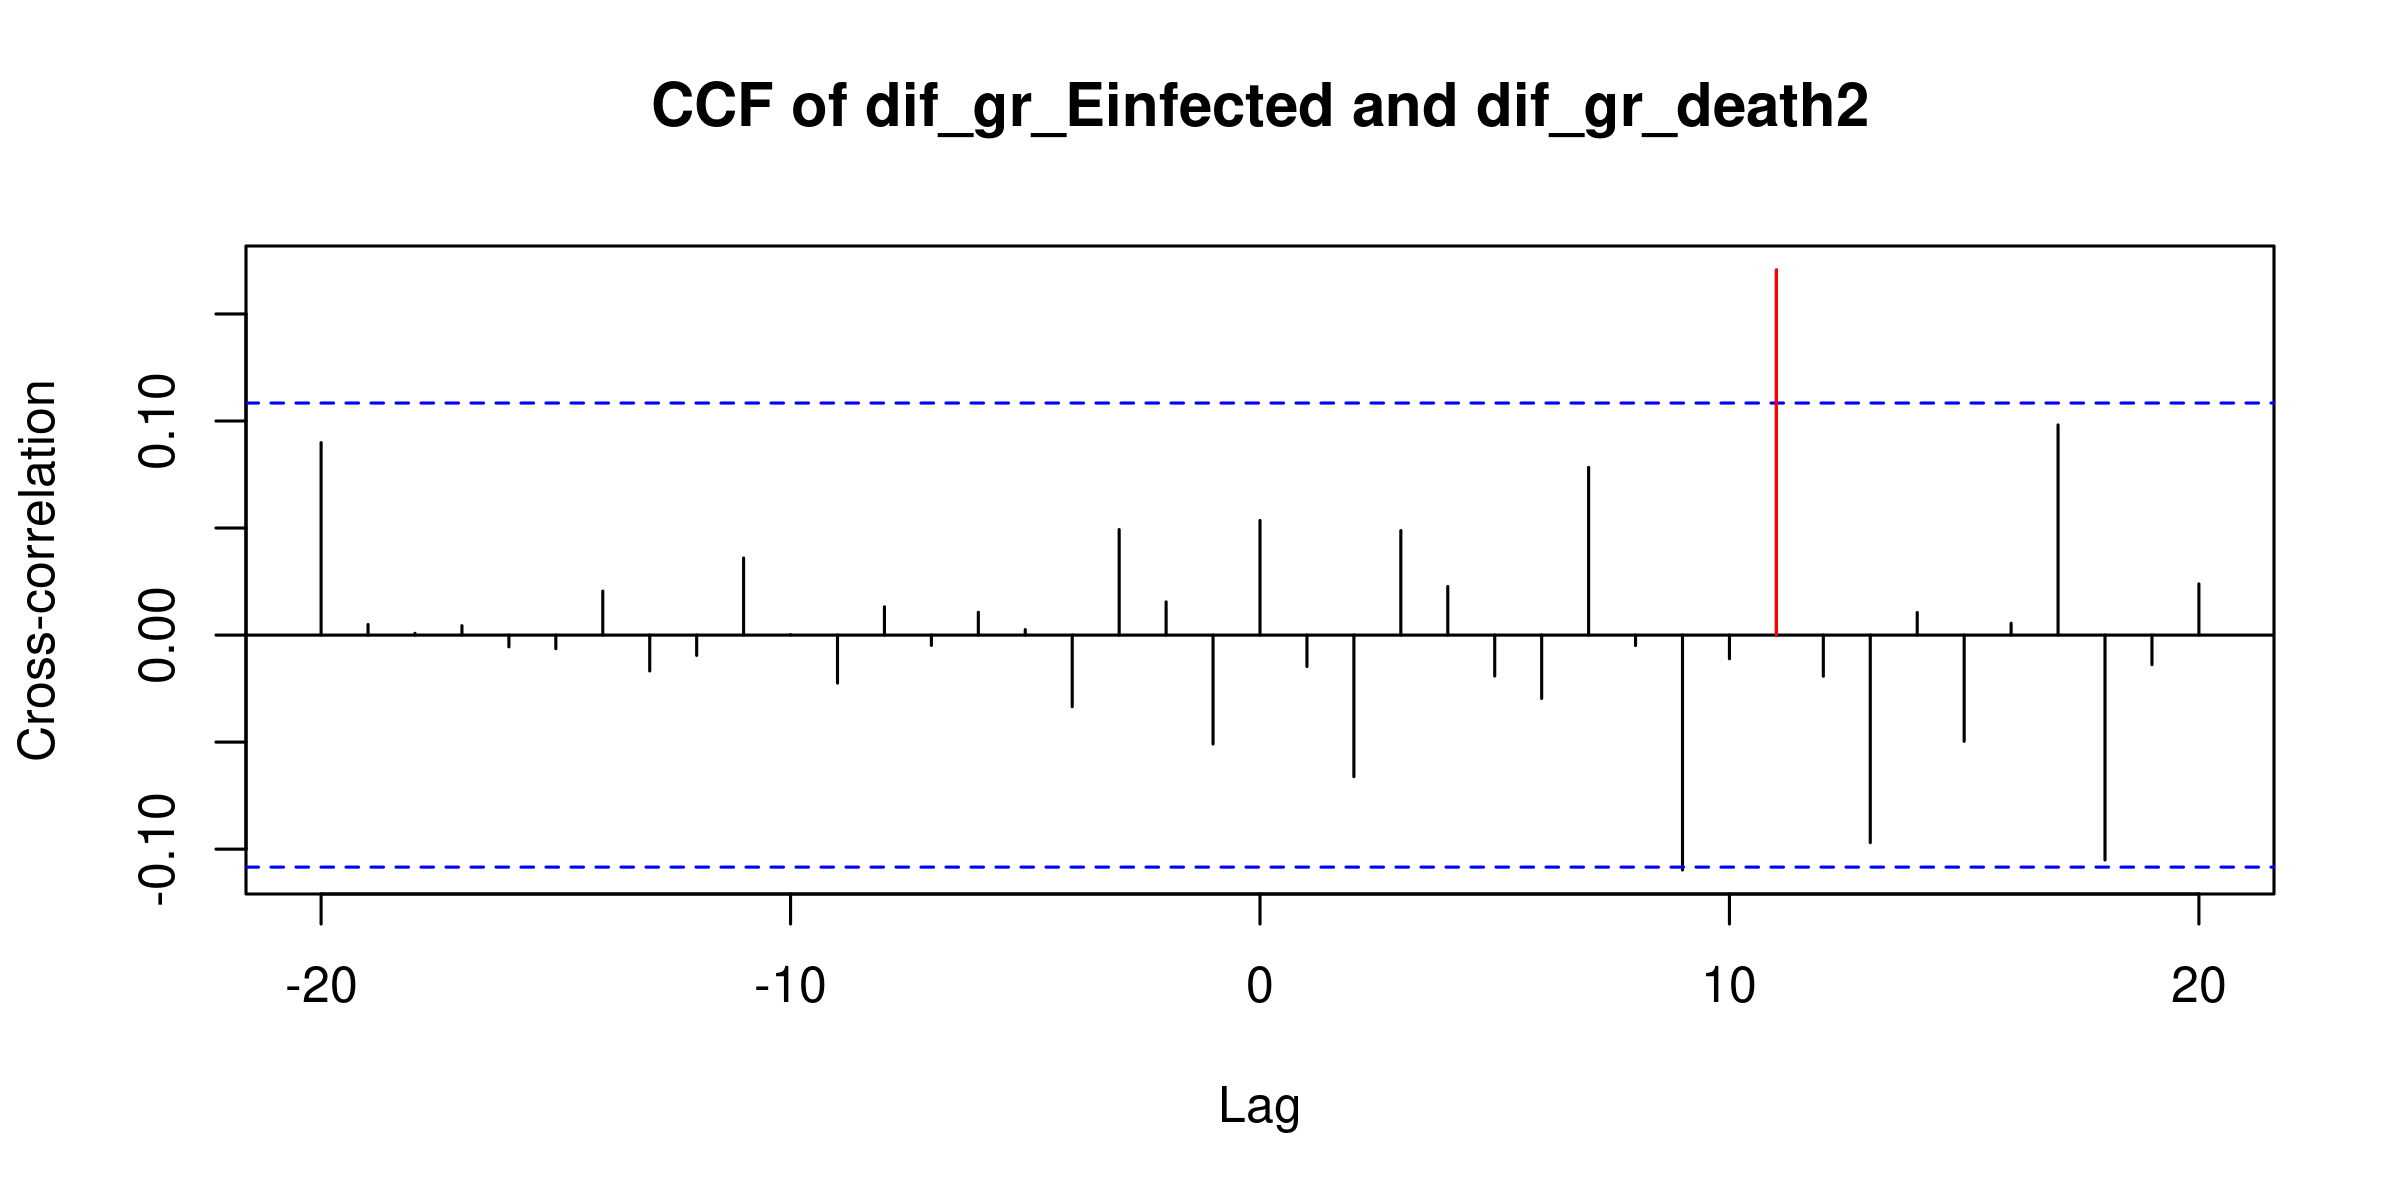 CCF of dif_gr_Einfected and dif_gr_death2
Cross-correlation
0.10
0.00
-0.10
-20 -10 0 10 20
Lag